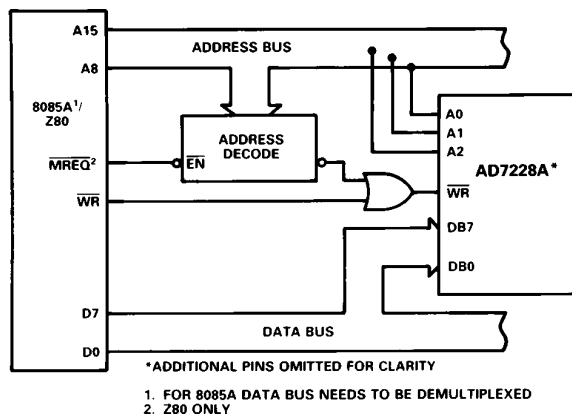 A15
ADDRESS BUS
A8
8085A¹/
Z80
ADDRESS
DECODE
A0
A1
A2
AD7228A*
MREQ²
EN
WR
WR
DB7
DB0
D7
DATA BUS
D0
*ADDITIONAL PINS OMITTED FOR CLARITY
1. FOR 8085A DATA BUS NEEDS TO BE DEMULTIPLEXED
2. Z80 ONLY